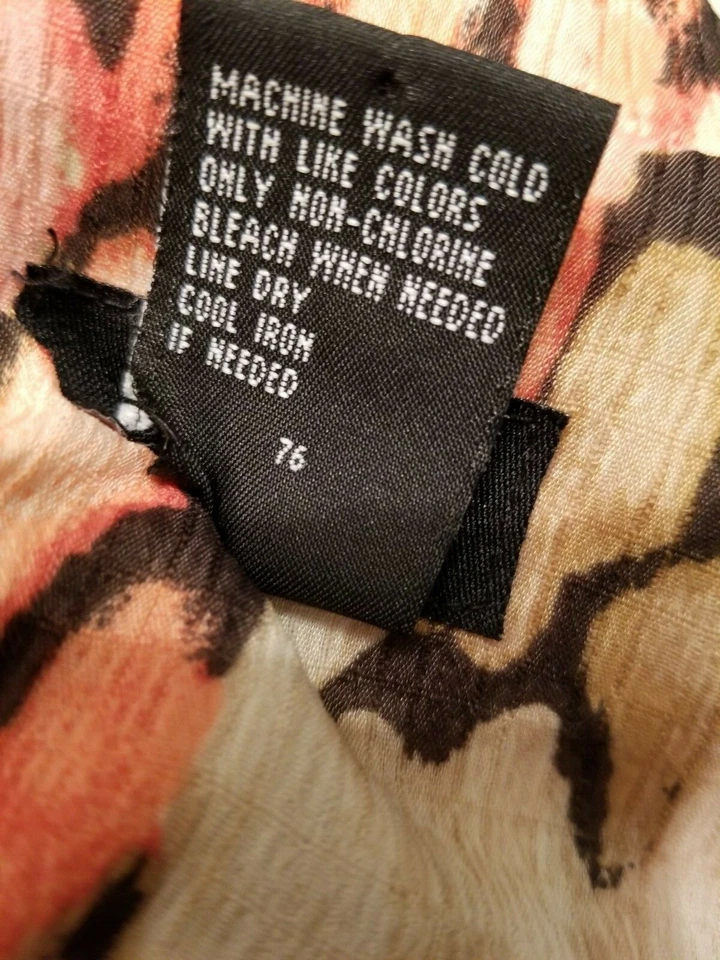 MACHINE WASH COLD
WITH LIKE COLORS
ONLY NON-CHLORINE
BLEACH WHEN NEEDED
LINE DRY
COOL IRON
IF NEEDED
76